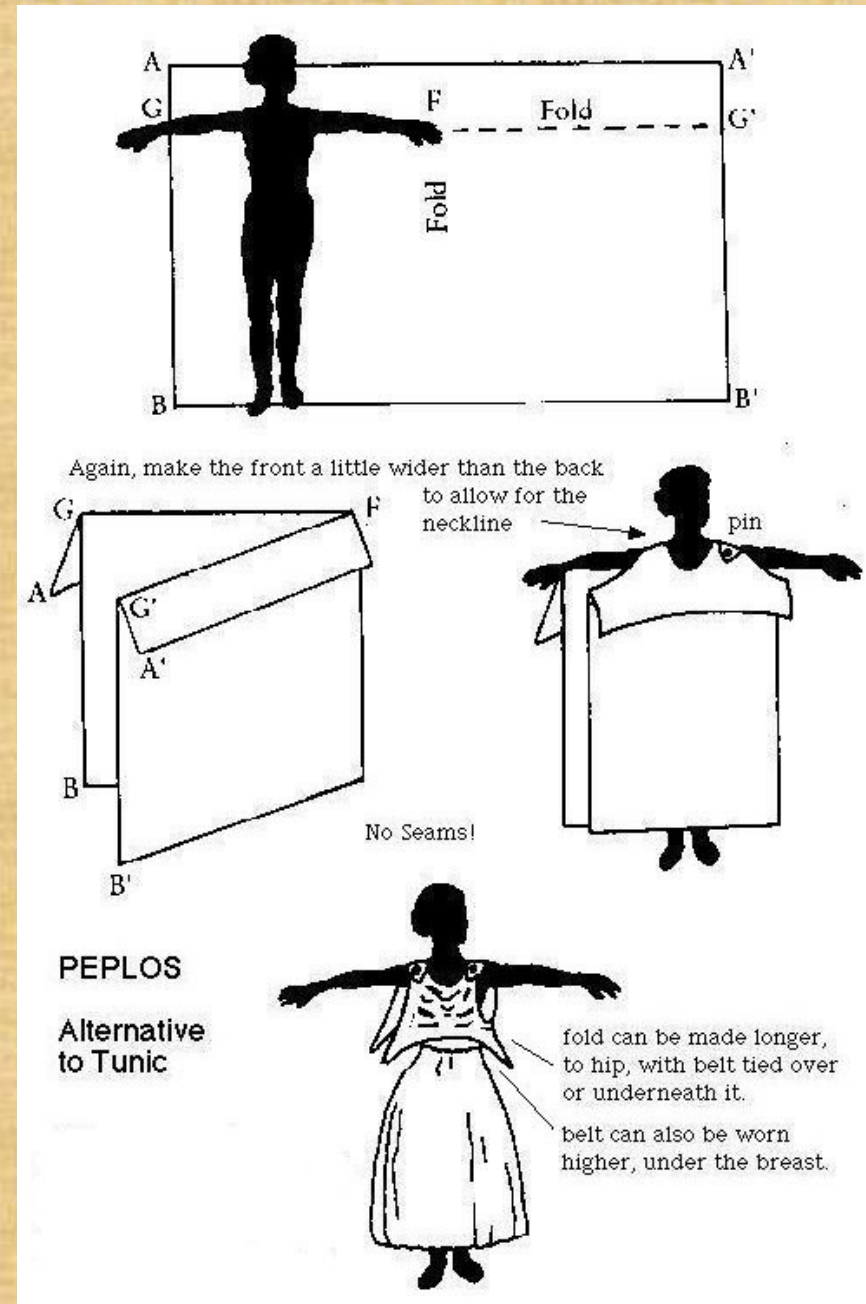 A A'
G F Fold G'
Fold
B B'
Again, make the front a little wider than the back
to allow for the
neckline
pin
G F
A G'
A'
B
B'
No Seams!
PEPLOS
Alternative
to Tunic
fold can be made longer,
to hip, with belt tied over
or underneath it.
belt can also be worn
higher, under the breast.